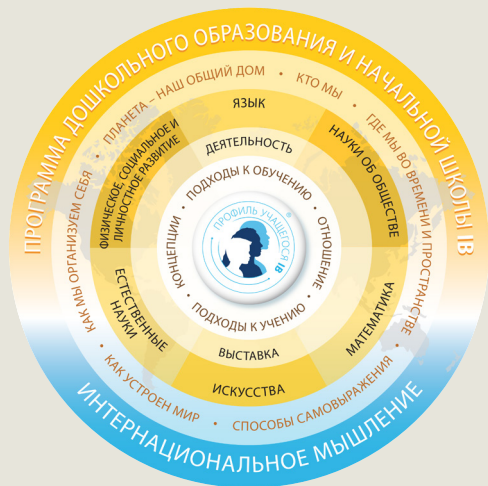 ПРОГРАММА ДОШКОЛЬНОГО ОБРАЗОВАНИЯ И НАЧАЛЬНОЙ ШКОЛЫ IB
ПЛАНЕТА – НАШ ОБЩИЙ ДОМ • КТО МЫ • ГДЕ МЫ ВО ВРЕМЕНИ И ПРОСТРАНСТВЕ • СПОСОБЫ САМОВЫРАЖЕНИЯ • КАК УСТРОЕН МИР • КАК МЫ ОРГАНИЗУЕМ СЕБЯ •
ЯЗЫК
НАУКИ ОБ ОБЩЕСТВЕ
МАТЕМАТИКА
ИСКУССТВА
ЕСТЕСТВЕННЫЕ
НАУКИ
ФИЗИЧЕСКОЕ, СОЦИАЛЬНОЕ И
ЛИЧНОСТНОЕ РАЗВИТИЕ
ДЕЯТЕЛЬНОСТЬ
ВЫСТАВКА
ПОДХОДЫ К ОБУЧЕНИЮ • ОТНОШЕНИЕ • ПОДХОДЫ К УЧЕНИЮ • КОНЦЕПЦИИ •
ПРОФИЛЬ УЧАЩЕГОСЯ IB
®
ИНТЕРНАЦИОНАЛЬНОЕ МЫШЛЕНИЕ